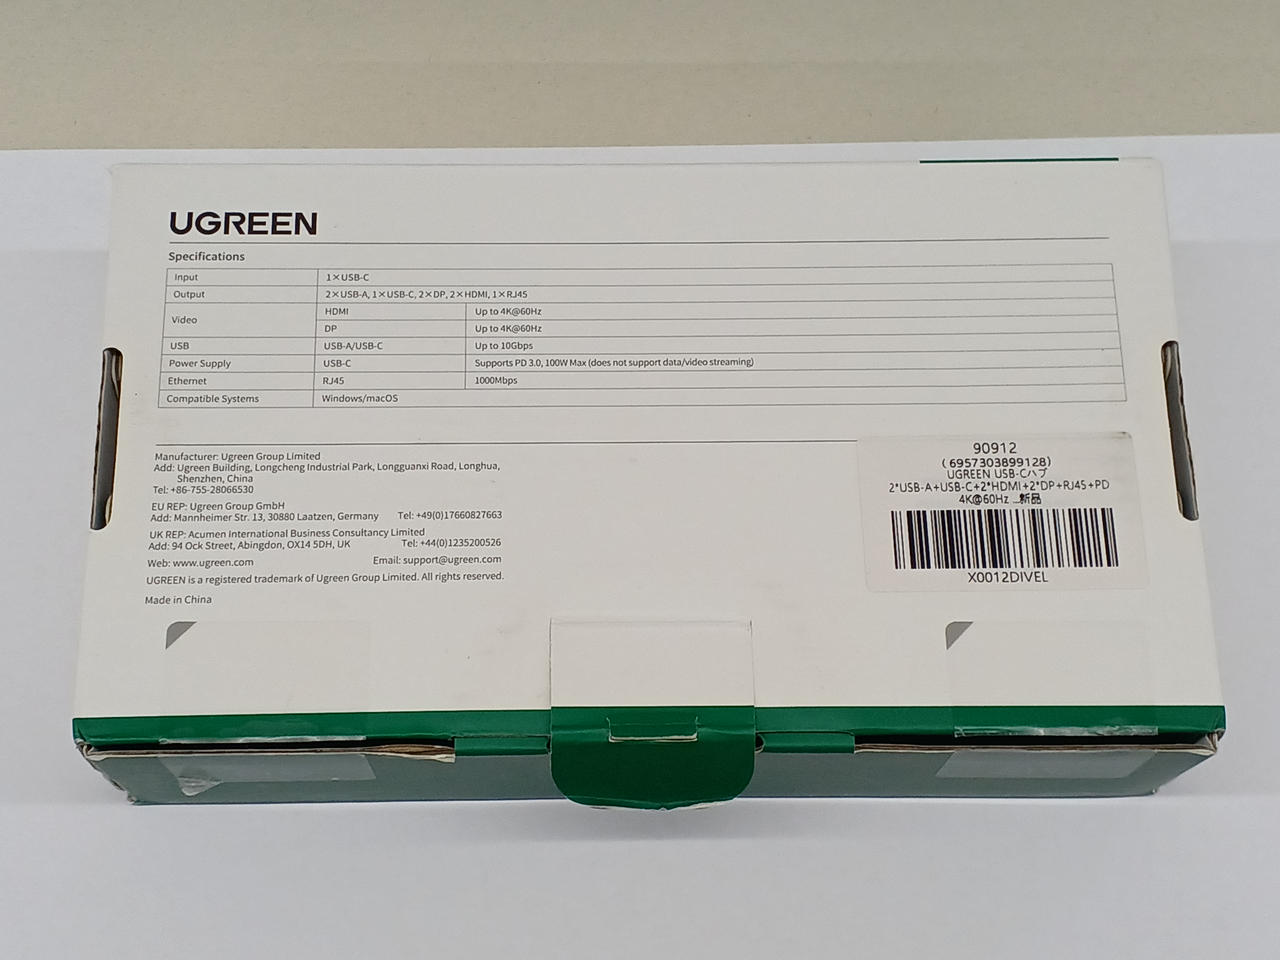 UGREEN
Specifications
Input 1×USB-C
Output 2×USB-A, 1×USB-C, 2×DP, 2×HDMI, 1×RJ45
Video HDMI Up to 4K@60Hz
DP Up to 4K@60Hz
USB USB-A/USB-C Up to 10Gbps
Power Supply USB-C Supports PD 3.0, 100W Max (does not support data/video streaming)
Ethernet RJ45 1000Mbps
Compatible Systems Windows/macOS
Manufacturer: Ugreen Group Limited
Add: Ugreen Building, Longcheng Industrial Park, Longguanxi Road, Longhua,
Shenzhen, China
Tel: +86-755-28066530
EU REP: Ugreen Group GmbH
Add: Mannheimer Str. 13, 30880 Laatzen, Germany Tel: +49(0)17660827663
UK REP: Acumen International Business Consultancy Limited
Add: 94 Ock Street, Abingdon, OX14 5DH, UK Tel: +44(0)1235200526
Web: www.ugreen.com Email: support@ugreen.com
UGREEN is a registered trademark of Ugreen Group Limited. All rights reserved.
Made in China
90912
(6957303899128)
UGREEN USB-Cハブ
2*USB-A+USB-C+2*HDMI+2*DP+RJ45+PD
4K@60Hz ...新品
X0012DIVEL